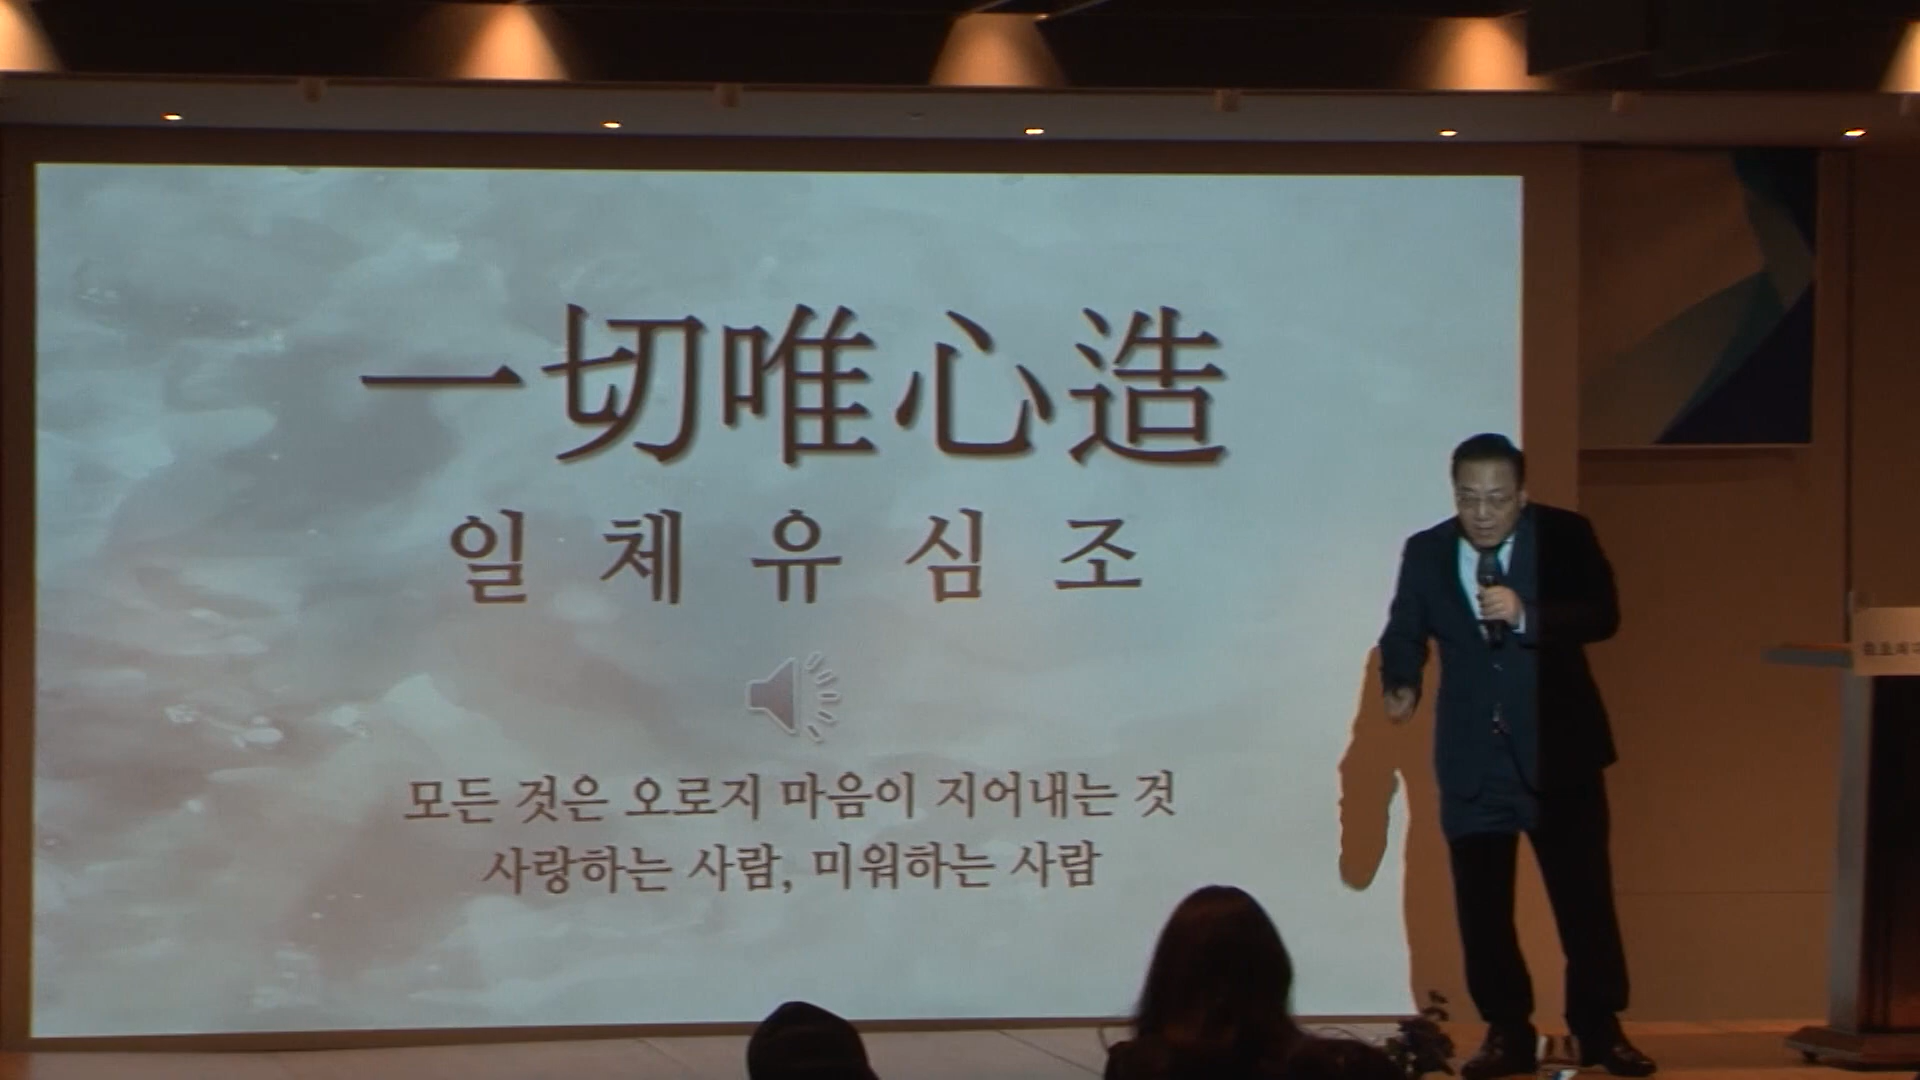 一切唯心造
일 체 유 심 조
모든 것은 오로지 마음이 지어내는 것
사랑하는 사람, 미워하는 사람